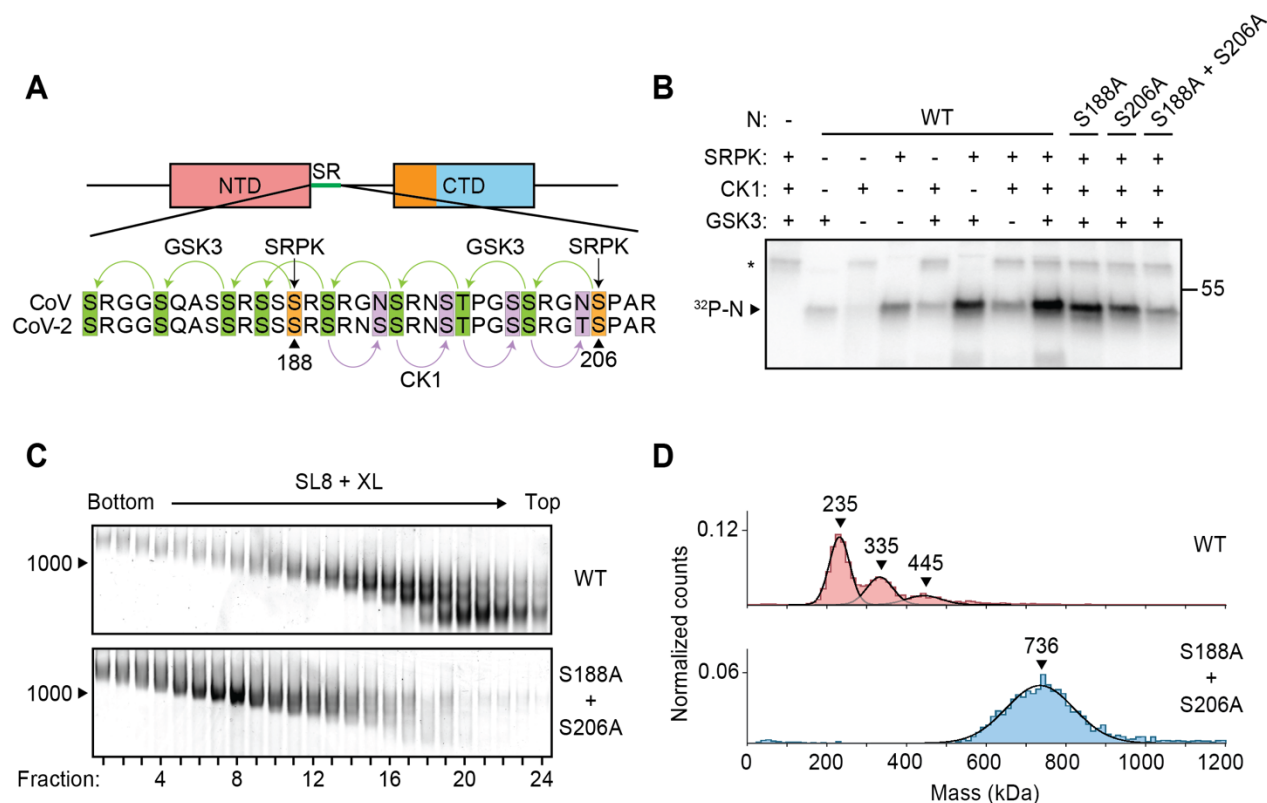 A
NTD
SR
CTD
GSK3
SRPK
GSK3
SRPK
CoV
SRGGSQASSRSSSRSRGNSRNSTPGSSRGNSPAR
CoV-2
SRGGSQASSRSSSRSRNSSRNSTPGSSRGTSPAR
188
CK1
206
B
N:
-
WT
S188A
S206A
S188A + S206A
SRPK:
+ - - + - + + + + + +
CK1:
+ - + - + - + + + + +
GSK3:
+ + - - + + - + + + +
*
32P-N
55
C
SL8 + XL
Bottom
Top
1000
WT
1000
S188A
+
S206A
Fraction:
4 8 12 16 20 24
D
Normalized counts
0.12
235
335
445
WT
0.06
736
S188A
+
S206A
0 200 400 600 800 1000 1200
Mass (kDa)